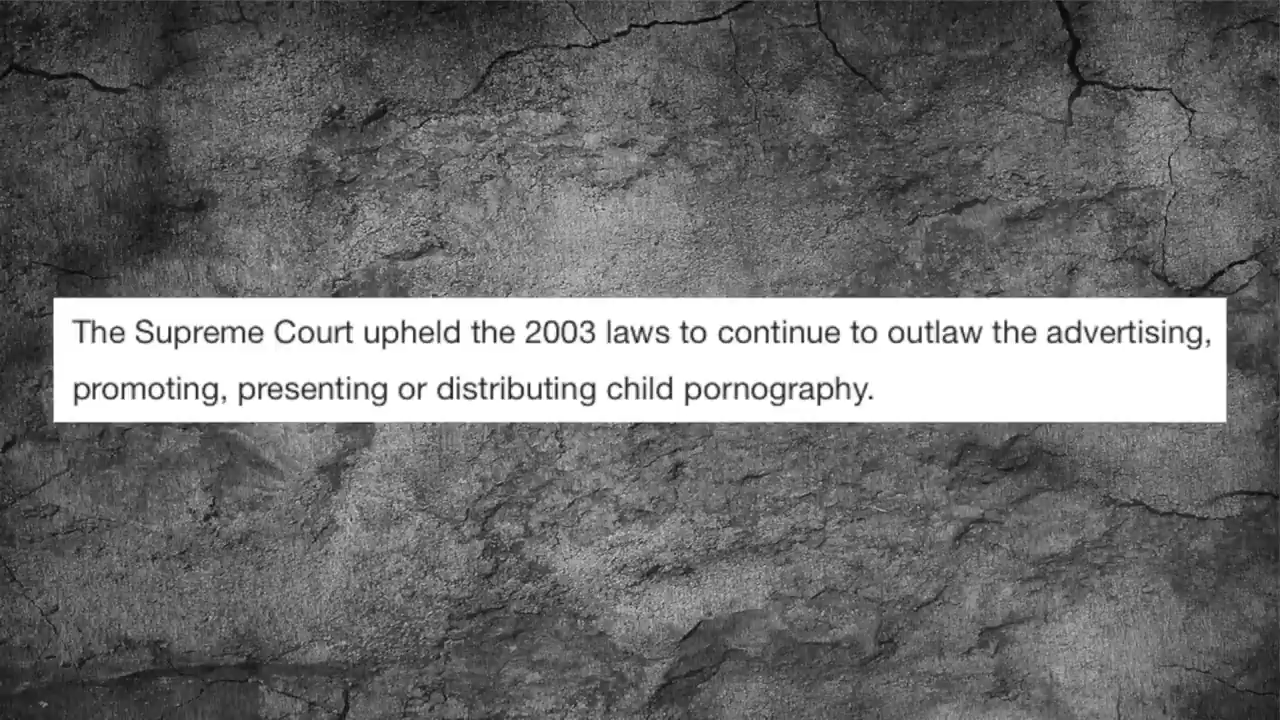 The Supreme Court upheld the 2003 laws to continue to outlaw the advertising,
promoting, presenting or distributing child pornography.